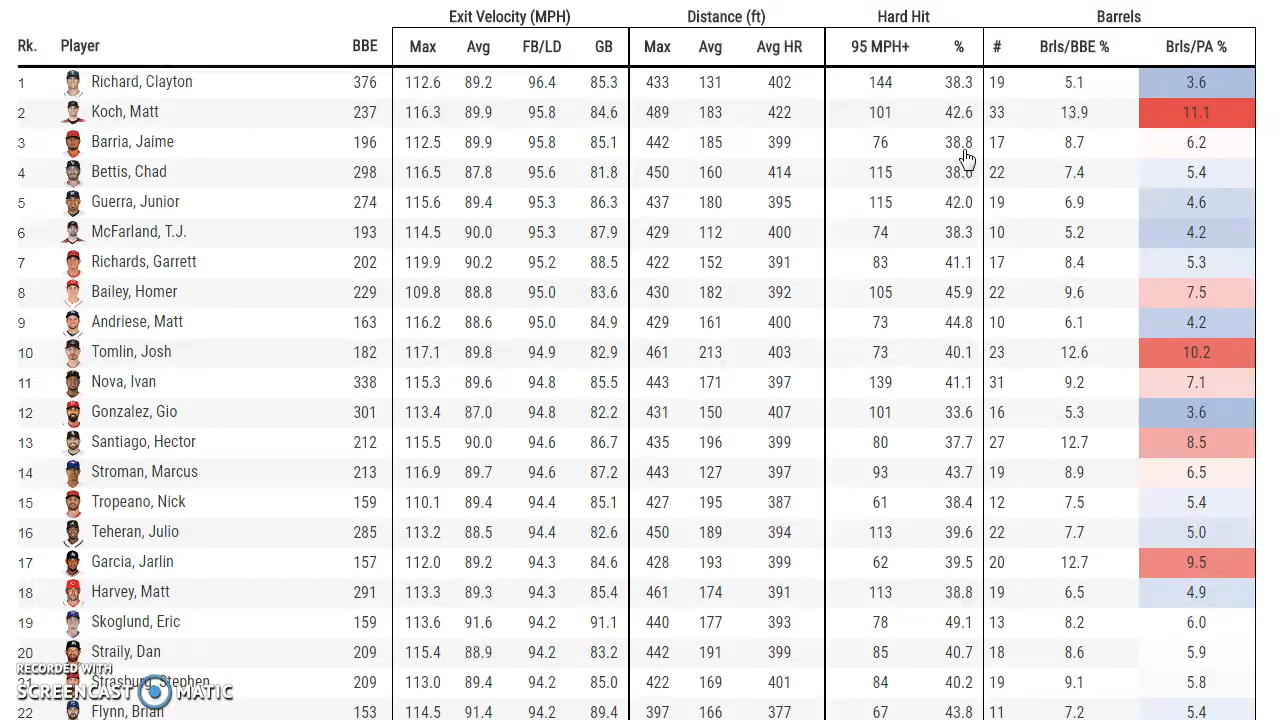 Exit Velocity (MPH) Distance (ft) Hard Hit Barrels
Rk. Player BBE Max Avg FB/LD GB Max Avg Avg HR 95 MPH+ % # Brls/BBE % Brls/PA %
1 Richard, Clayton 376 112.6 89.2 96.4 85.3 433 131 402 144 38.3 19 5.1 3.6
2 Koch, Matt 237 116.3 89.9 95.8 84.6 489 183 422 101 42.6 33 13.9 11.1
3 Barria, Jaime 196 112.5 89.9 95.8 85.1 442 185 399 76 38.8 17 8.7 6.2
4 Bettis, Chad 298 116.5 87.8 95.6 81.8 450 160 414 115 38.6 22 7.4 5.4
5 Guerra, Junior 274 115.6 89.4 95.3 86.3 437 180 395 115 42.0 19 6.9 4.6
6 McFarland, T.J. 193 114.5 90.0 95.3 87.9 429 112 400 74 38.3 10 5.2 4.2
7 Richards, Garrett 202 119.9 90.2 95.2 88.5 422 152 391 83 41.1 17 8.4 5.3
8 Bailey, Homer 229 109.8 88.8 95.0 83.6 430 182 392 105 45.9 22 9.6 7.5
9 Andriese, Matt 163 116.2 88.6 95.0 84.9 429 161 400 73 44.8 10 6.1 4.2
10 Tomlin, Josh 182 117.1 89.8 94.9 82.9 461 213 403 73 40.1 23 12.6 10.2
11 Nova, Ivan 338 115.3 89.6 94.8 85.5 443 171 397 139 41.1 31 9.2 7.1
12 Gonzalez, Gio 301 113.4 87.0 94.8 82.2 431 150 407 101 33.6 16 5.3 3.6
13 Santiago, Hector 212 115.5 90.0 94.6 86.7 435 196 399 80 37.7 27 12.7 8.5
14 Stroman, Marcus 213 116.9 89.7 94.6 87.2 443 127 397 93 43.7 19 8.9 6.5
15 Tropeano, Nick 159 110.1 89.4 94.4 85.1 427 195 387 61 38.4 12 7.5 5.4
16 Teheran, Julio 285 113.2 88.5 94.4 82.6 450 189 394 113 39.6 22 7.7 5.0
17 Garcia, Jarlin 157 112.0 89.2 94.3 84.6 428 193 399 62 39.5 20 12.7 9.5
18 Harvey, Matt 291 113.3 89.3 94.3 85.4 461 174 391 113 38.8 19 6.5 4.9
19 Skoglund, Eric 159 113.6 91.6 94.2 91.1 440 177 393 78 49.1 13 8.2 6.0
20 Straily, Dan 209 115.4 88.9 94.2 83.2 442 191 399 85 40.7 18 8.6 5.9
21 Strasburg, Stephen 209 113.0 89.4 94.2 85.0 422 169 401 84 40.2 19 9.1 5.8
22 Flynn, Brian 153 114.5 91.4 94.2 89.4 397 166 377 67 43.8 11 7.2 5.4
RECORDED WITH
SCREENCAST MATIC